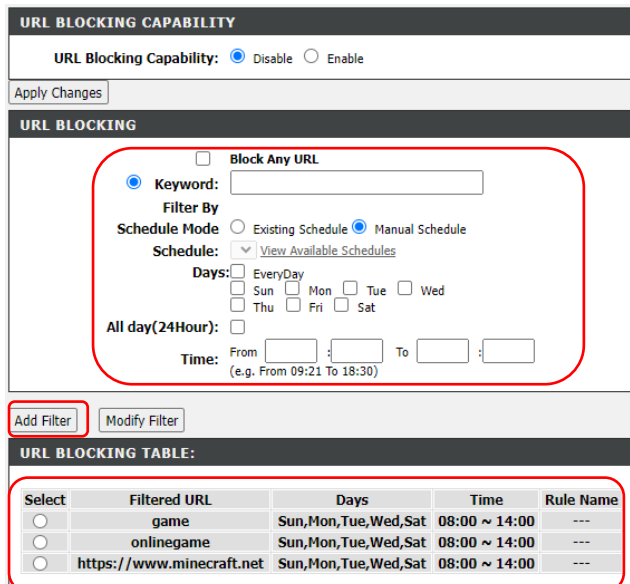 URL BLOCKING CAPABILITY
URL Blocking Capability: Disable Enable
Apply Changes
URL BLOCKING
Block Any URL
Keyword:
Filter By
Schedule Mode Existing Schedule Manual Schedule
Schedule: View Available Schedules
Days: EveryDay
Sun Mon Tue Wed
Thu Fri Sat
All day(24Hour):
Time: From : To :
(e.g. From 09:21 To 18:30)
Add Filter Modify Filter
URL BLOCKING TABLE:
Select Filtered URL Days Time Rule Name
game Sun,Mon,Tue,Wed,Sat 08:00 ~ 14:00 ---
onlinegame Sun,Mon,Tue,Wed,Sat 08:00 ~ 14:00 ---
https://www.minecraft.net Sun,Mon,Tue,Wed,Sat 08:00 ~ 14:00 ---